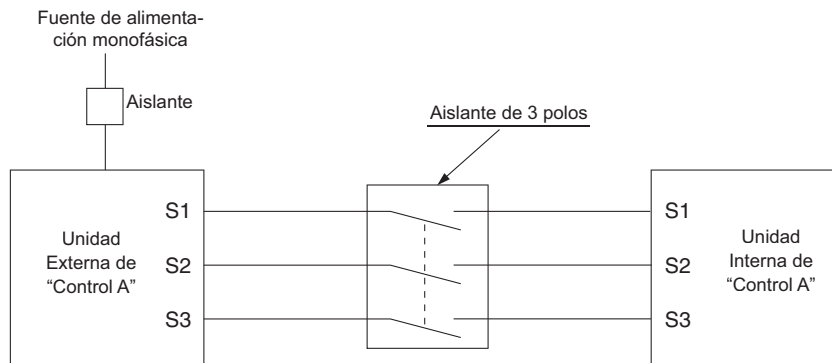 Fuente de alimenta-
ción monofásica
Aislante
Aislante de 3 polos
S1
S2
S3
Unidad
Externa de
“Control A”
S1
S2
S3
Unidad
Interna de
“Control A”